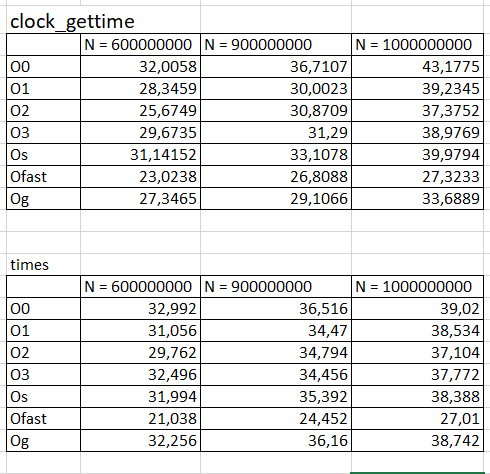 clock_gettime
N = 600000000 N = 900000000 N = 1000000000
O0 32,0058 36,7107 43,1775
O1 28,3459 30,0023 39,2345
O2 25,6749 30,8709 37,3752
O3 29,6735 31,29 38,9769
Os 31,14152 33,1078 39,9794
Ofast 23,0238 26,8088 27,3233
Og 27,3465 29,1066 33,6889
times
N = 600000000 N = 900000000 N = 1000000000
O0 32,992 36,516 39,02
O1 31,056 34,47 38,534
O2 29,762 34,794 37,104
O3 32,496 34,456 37,772
Os 31,994 35,392 38,388
Ofast 21,038 24,452 27,01
Og 32,256 36,16 38,742